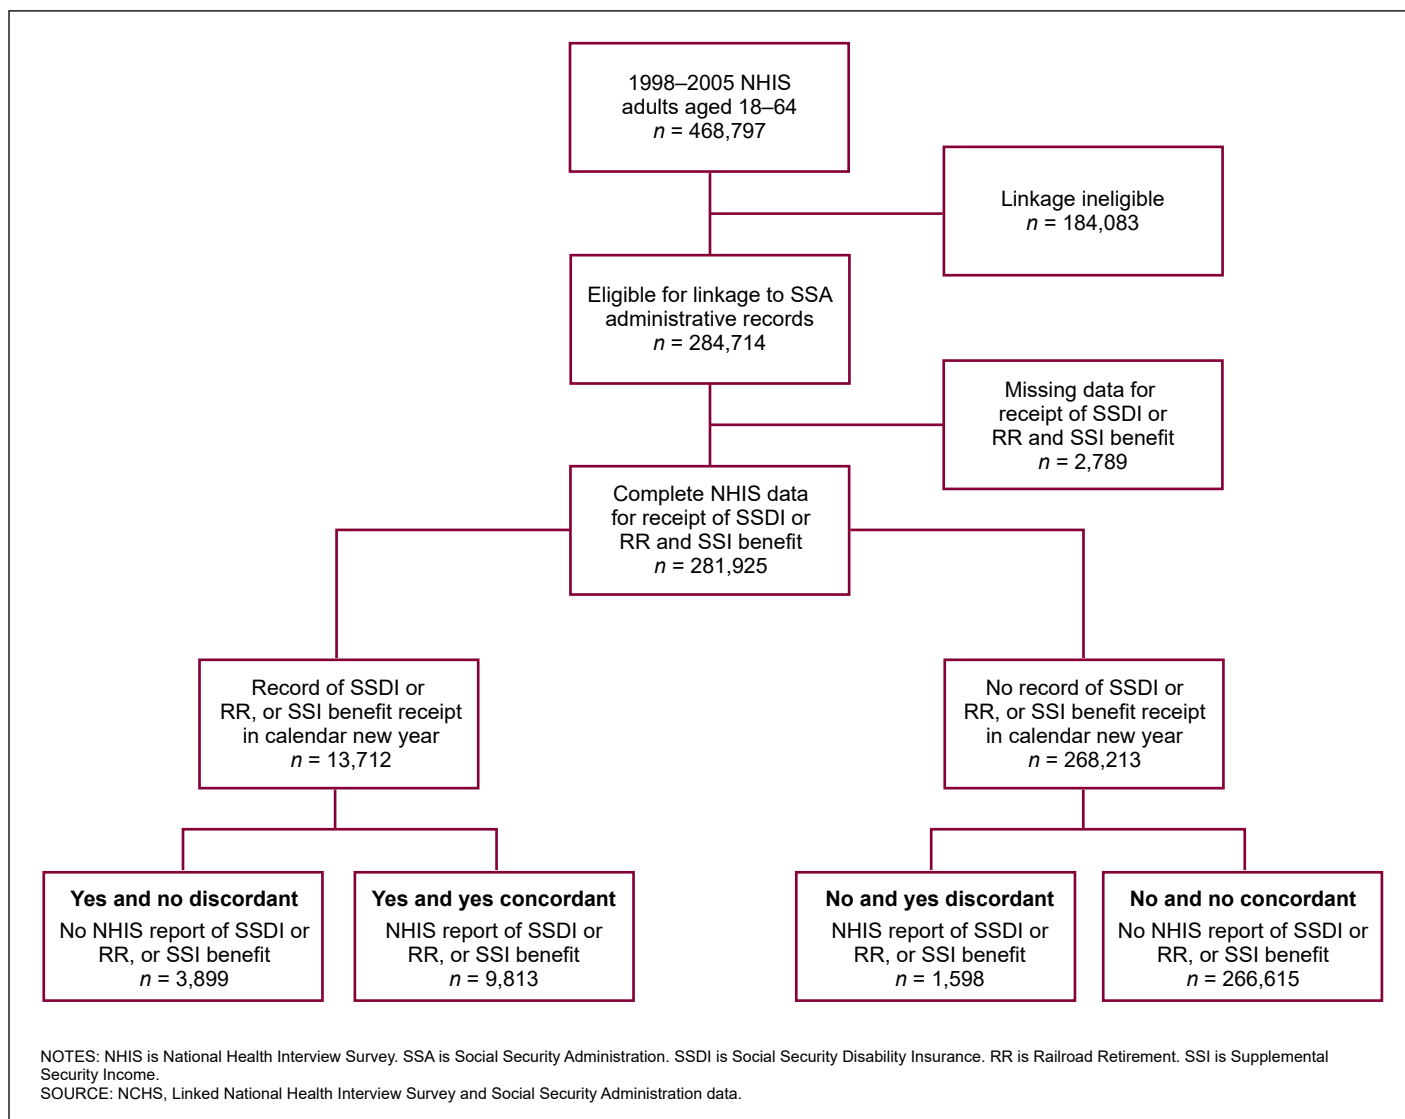 1998–2005 NHIS
adults aged 18–64
n = 468,797
Linkage ineligible
n = 184,083
Eligible for linkage to SSA
administrative records
n = 284,714
Missing data for
receipt of SSDI or
RR and SSI benefit
n = 2,789
Complete NHIS data
for receipt of SSDI or
RR and SSI benefit
n = 281,925
Record of SSDI or
RR, or SSI benefit receipt
in calendar new year
n = 13,712
No record of SSDI or
RR, or SSI benefit receipt
in calendar new year
n = 268,213
Yes and no discordant
No NHIS report of SSDI or
RR, or SSI benefit
n = 3,899
Yes and yes concordant
NHIS report of SSDI or
RR, or SSI benefit
n = 9,813
No and yes discordant
NHIS report of SSDI or
RR, or SSI benefit
n = 1,598
No and no concordant
No NHIS report of SSDI or
RR, or SSI benefit
n = 266,615
NOTES: NHIS is National Health Interview Survey. SSA is Social Security Administration. SSDI is Social Security Disability Insurance. RR is Railroad Retirement. SSI is Supplemental
Security Income.
SOURCE: NCHS, Linked National Health Interview Survey and Social Security Administration data.